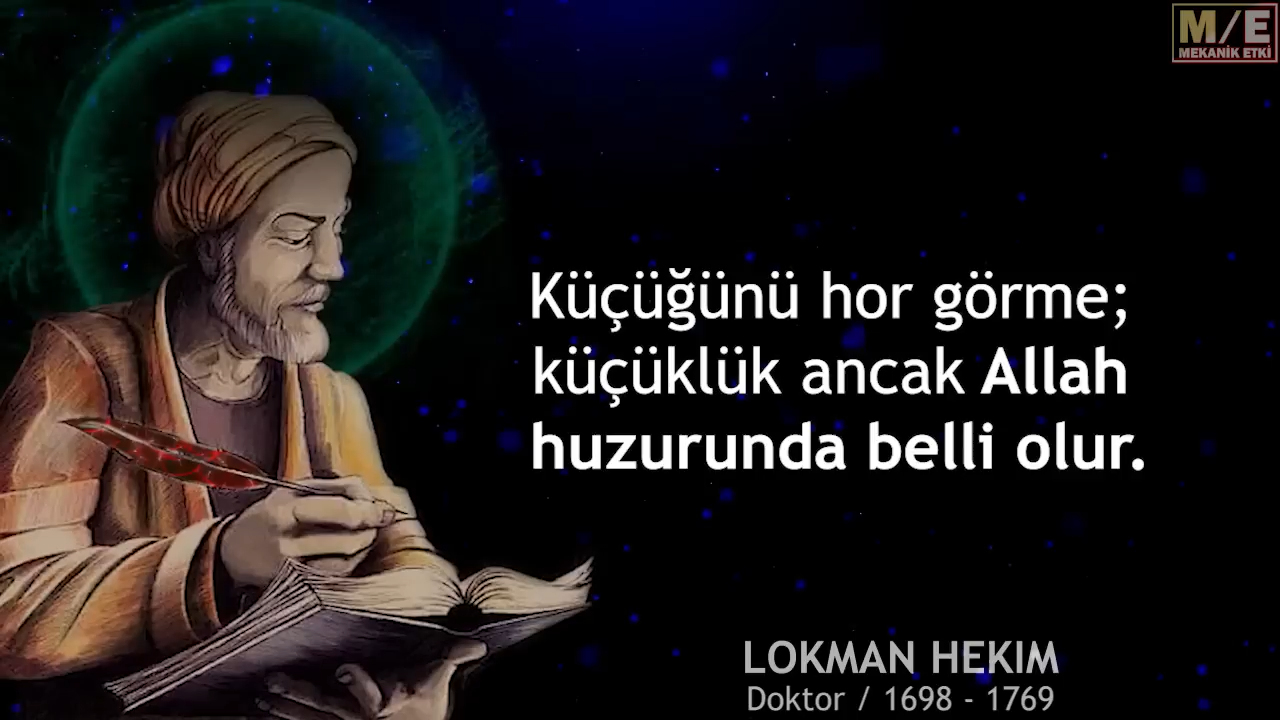 M/E
MEKANİK ETKİ
Küçüğünü hor görme;
küçüklük ancak Allah
huzurunda belli olur.
LOKMAN HEKIM
Doktor / 1698 - 1769